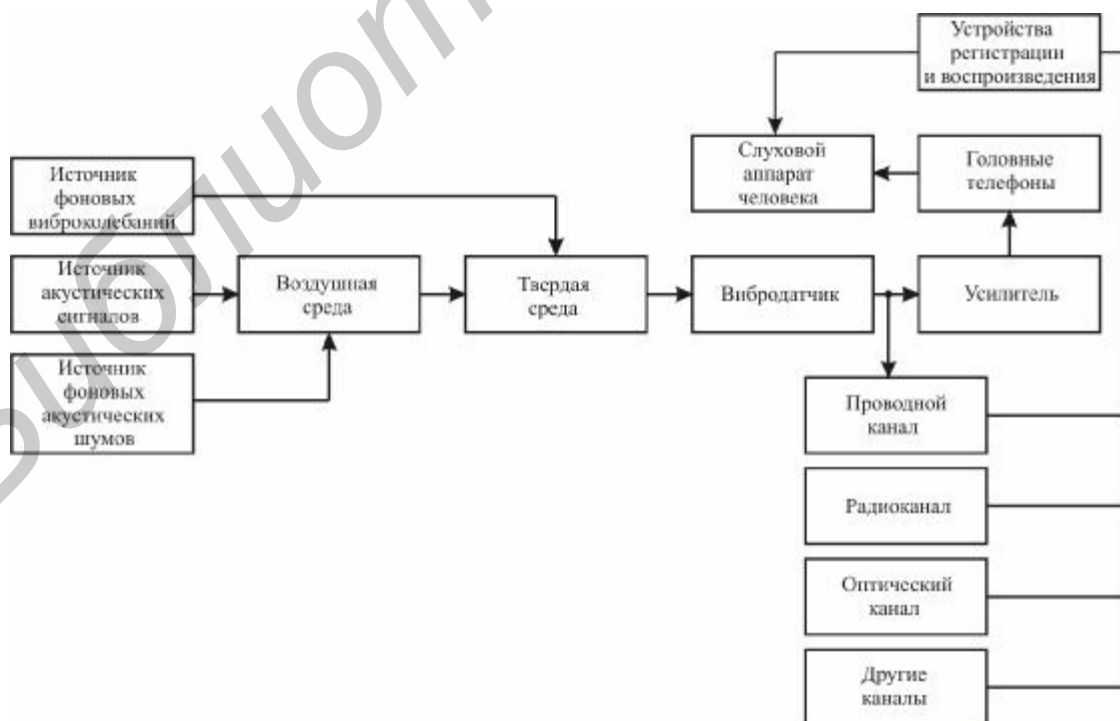 Устройства
регистрации
и воспроизведения
Слуховой
аппарат
человека
Головные
телефоны
Источник
фоновых
виброколебаний
Источник
акустических
сигналов
Воздушная
среда
Твердая
среда
Вибродатчик
Усилитель
Источник
фоновых
акустических
шумов
Проводной
канал
Радиоканал
Оптический
канал
Другие
каналы